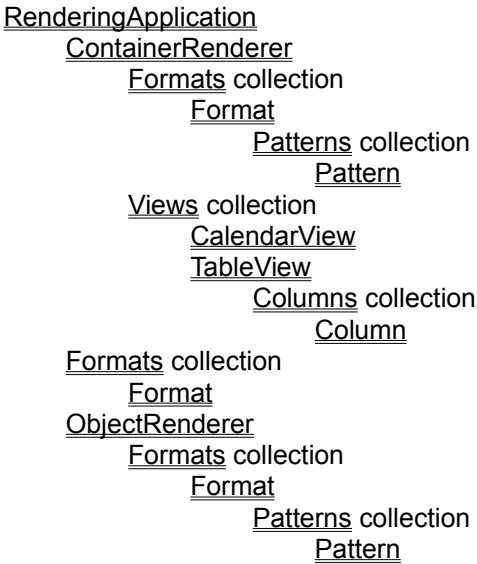 RenderingApplication
ContainerRenderer
Formats collection
Format
Patterns collection
Pattern
Views collection
CalendarView
TableView
Columns collection
Column
Formats collection
Format
ObjectRenderer
Formats collection
Format
Patterns collection
Pattern